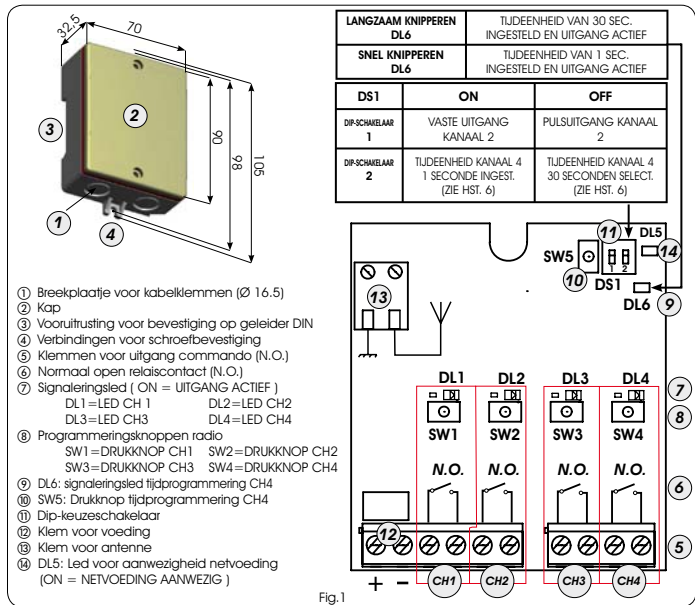 32,5
70
90
98
105
1
2
3
4
LANGZAAM KNIPPEREN DL6
TIJDEENHEID VAN 30 SEC. INGESTELD EN UITGANG ACTIEF
SNEL KNIPPEREN DL6
TIJDEENHEID VAN 1 SEC. INGESTELD EN UITGANG ACTIEF
DS1 ON OFF
DIP-SCHAKELAAR 1
VASTE UITGANG KANAAL 2
PULSUITGANG KANAAL 2
DIP-SCHAKELAAR 2
TIJDEENHEID KANAAL 4
1 SECONDE INGEST.
(ZIE HST. 6)
TIJDEENHEID KANAAL 4
30 SECONDEN SELECT.
(ZIE HST. 6)
① Breekplaatje voor kabelklemmen (Ø 16.5)
② Kap
③ Vooruitrusting voor bevestiging op geleider DIN
④ Verbindingen voor schroefbevestiging
⑤ Klemmen voor uitgang commando (N.O.)
⑥ Normaal open relaiscontact (N.O.)
⑦ Signaleringsled ( ON = UITGANG ACTIEF )
DL1=LED CH 1 DL2=LED CH2
DL3=LED CH3 DL4=LED CH4
⑧ Programmeringsknoppen radio
SW1=DRUKKNOP CH1 SW2=DRUKKNOP CH2
SW3=DRUKKNOP CH3 SW4=DRUKKNOP CH4
⑨ DL6: signaleringsled tijdprogrammering CH4
⑩ SW5: Drukknop tijdprogrammering CH4
⑪ Dip-keuzeschakelaar
⑫ Klem voor voeding
⑬ Klem voor antenne
⑭ DL5: Led voor aanwezigheid netvoeding
(ON = NETVOEDING AANWEZIG )
11 DL5
SW5 14
1 2
10 DS1
DL6 9
13
DL1 DL2 DL3 DL4 7
8
SW1 SW2 SW3 SW4
N.O. N.O. N.O. N.O. 6
12
5
+ − CH1 CH2 CH3 CH4
Fig.1